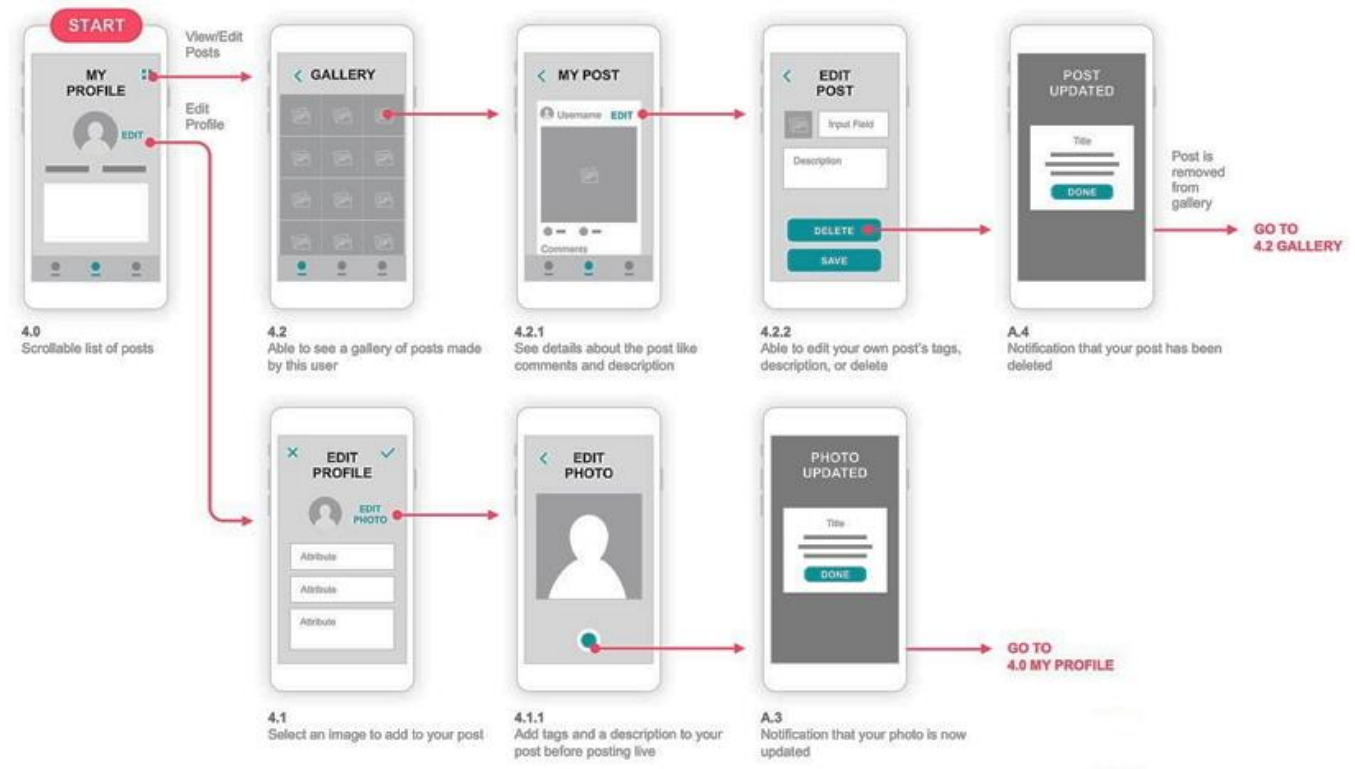 START
View/Edit
Posts
MY
PROFILE
EDIT
Edit
Profile
4.0
Scrollable list of posts
GALLERY
4.2
Able to see a gallery of posts made
by this user
MY POST
Username EDIT
Comments
4.2.1
See details about the post like
comments and description
EDIT
POST
Input Field
Description
DELETE
SAVE
4.2.2
Able to edit your own post's tags,
description, or delete
POST
UPDATED
Title
DONE
A.4
Notification that your post has been
deleted
Post is
removed
from
gallery
GO TO
4.2 GALLERY
EDIT
PROFILE
EDIT
PHOTO
Attribute
Attribute
Attribute
4.1
Select an image to add to your post
EDIT
PHOTO
4.1.1
Add tags and a description to your
post before posting live
PHOTO
UPDATED
Title
DONE
A.3
Notification that your photo is now
updated
GO TO
4.0 MY PROFILE